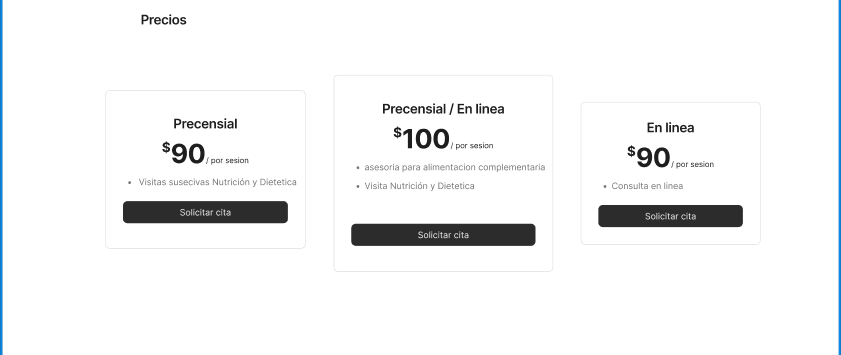 Precios
Precensial
$90/ por sesion
• Visitas susecivas Nutrición y Dietetica
Solicitar cita
Precensial / En linea
$100/ por sesion
• asesoria para alimentacion complementaria
• Visita Nutrición y Dietetica
Solicitar cita
En linea
$90/ por sesion
• Consulta en linea
Solicitar cita